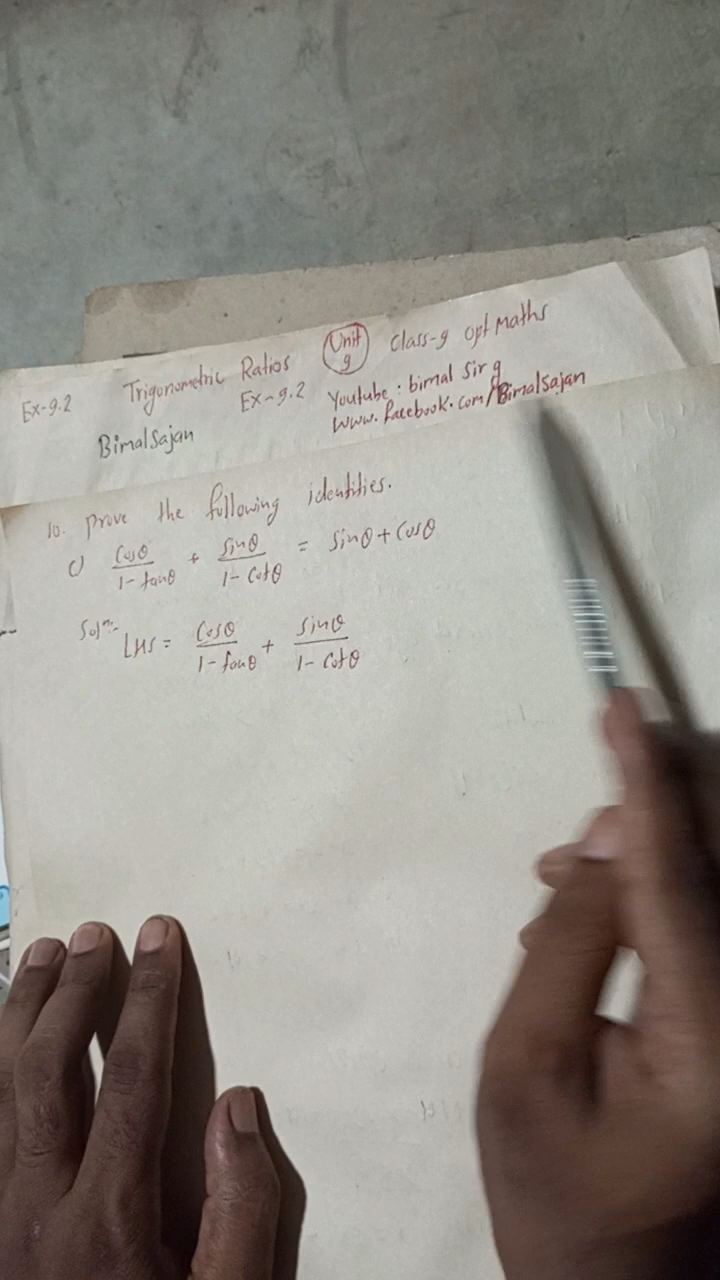 Ex-9.2 Trigonometric Ratios Unit 9 Class-9 Opt Maths
Ex-9.2 Youtube : bimal Sir g
BimalSajan www.facebook.com/Bimalsajan
10. prove the following identities.
c) Cosθ/1-tanθ + Sinθ/1-Cotθ = Sinθ+Cosθ
Solⁿ:- LHS = Cosθ/1-tanθ + Sinθ/1-Cotθ